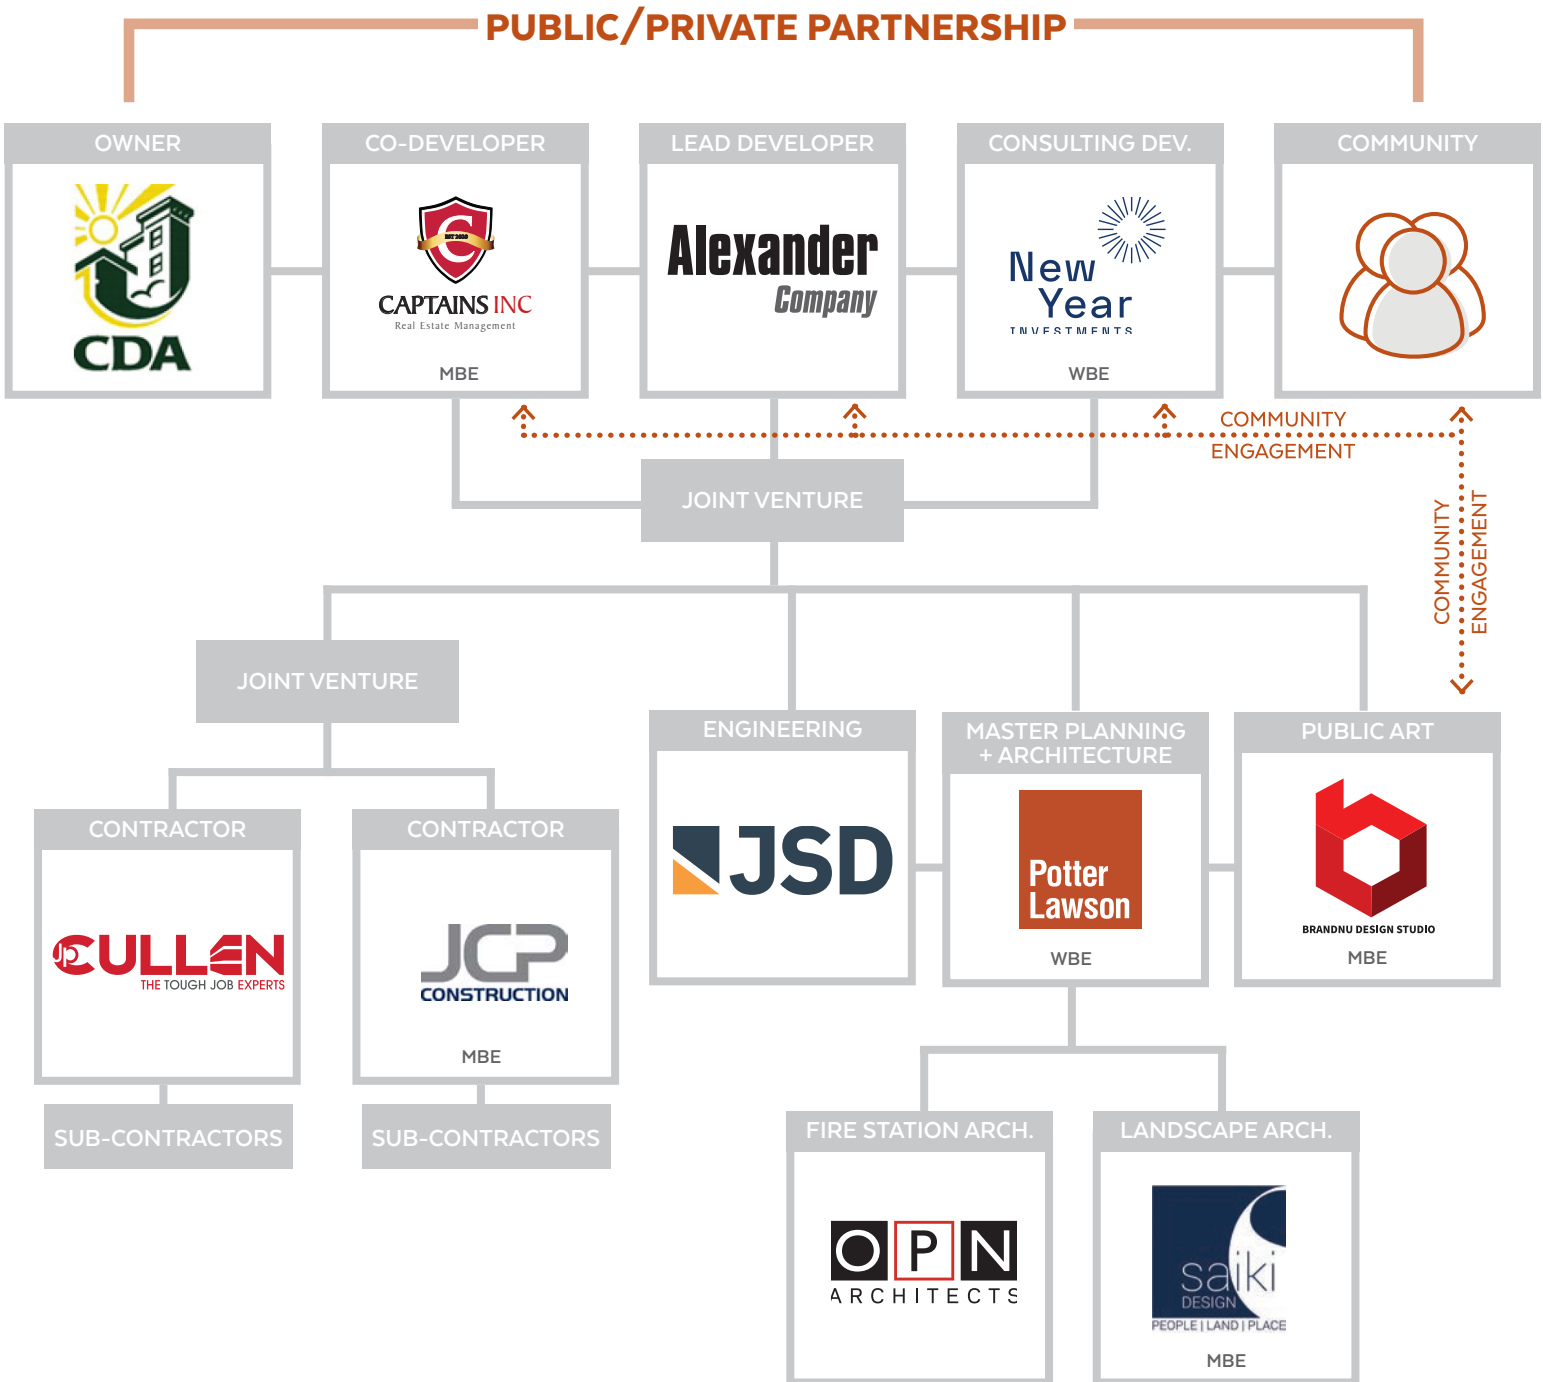 PUBLIC/PRIVATE PARTNERSHIP
OWNER
CO-DEVELOPER
LEAD DEVELOPER
CONSULTING DEV.
COMMUNITY
CDA
C
EST 2020
CAPTAINS INC
Real Estate Management
MBE
Alexander
Company
New
Year
INVESTMENTS
WBE
COMMUNITY
ENGAGEMENT
JOINT VENTURE
COMMUNITY
ENGAGEMENT
JOINT VENTURE
ENGINEERING
MASTER PLANNING
+ ARCHITECTURE
PUBLIC ART
CONTRACTOR
CONTRACTOR
JP CULLEN
THE TOUGH JOB EXPERTS
JCP
CONSTRUCTION
MBE
JSD
Potter
Lawson
WBE
BRANDNU DESIGN STUDIO
MBE
SUB-CONTRACTORS
SUB-CONTRACTORS
FIRE STATION ARCH.
LANDSCAPE ARCH.
OPN
ARCHITECTS
saiki
DESIGN
PEOPLE | LAND | PLACE
MBE